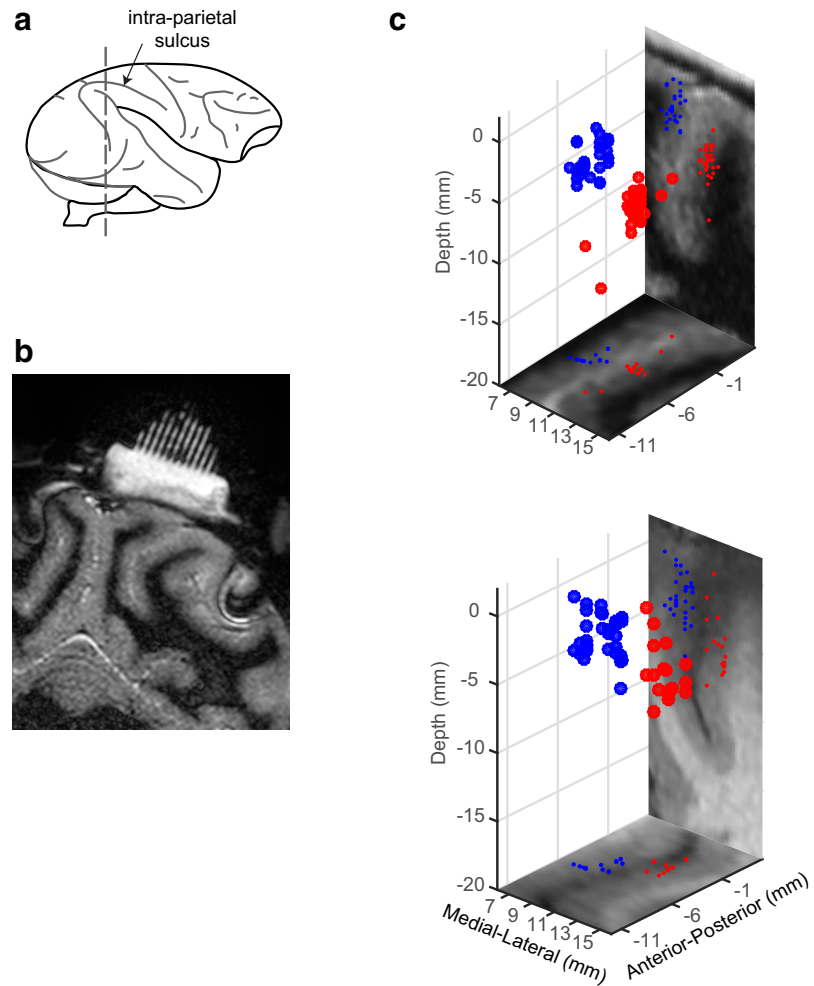 a
intra-parietal
sulcus
b
c
0
-5
-10
-15
-20
Depth (mm)
7
9
11
13
15
-11
-6
-1
0
-5
-10
-15
-20
Depth (mm)
7
9
11
13
15
-11
-6
-1
Medial-Lateral (mm)
Anterior-Posterior (mm)